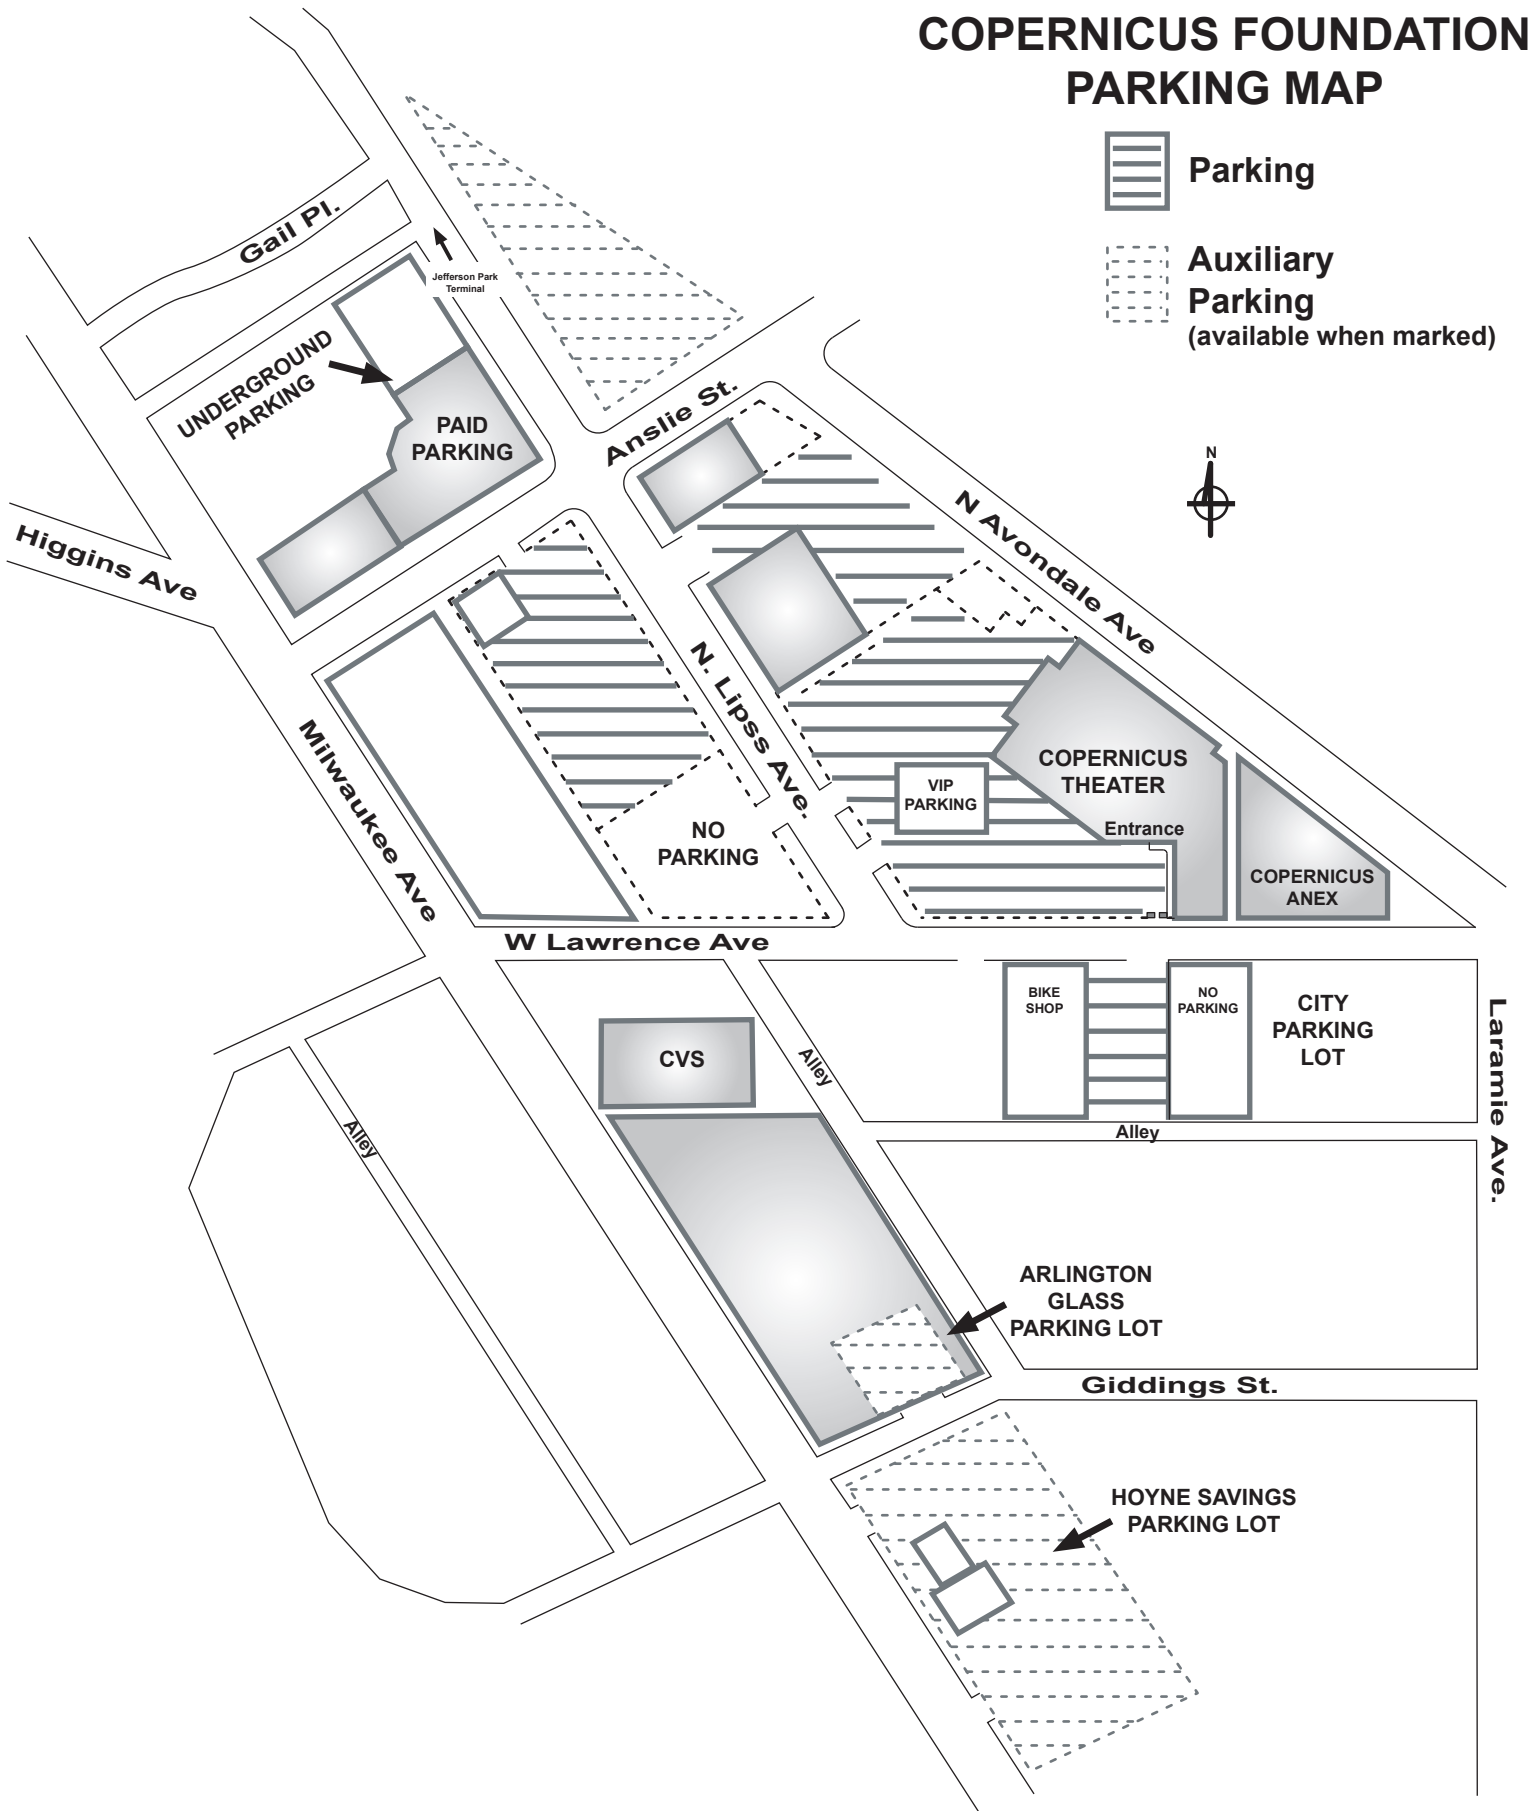 COPERNICUS FOUNDATION
PARKING MAP
Parking
Auxiliary
Parking
(available when marked)
Gail Pl.
Jefferson Park
Terminal
UNDERGROUND
PARKING
PAID
PARKING
Anslie St.
N
Higgins Ave
N Avondale Ave
N. Lipss Ave.
Milwaukee Ave
COPERNICUS
THEATER
VIP
PARKING
Entrance
NO
PARKING
COPERNICUS
ANEX
W Lawrence Ave
BIKE
SHOP
NO
PARKING
CITY
PARKING
LOT
Laramie Ave.
CVS
Alley
Alley
Alley
ARLINGTON
GLASS
PARKING LOT
Giddings St.
HOYNE SAVINGS
PARKING LOT